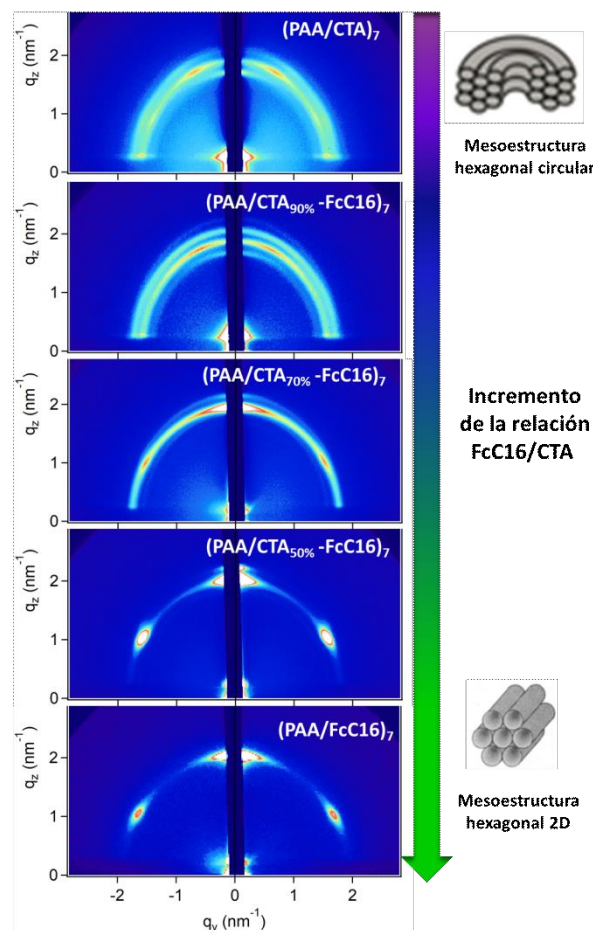 (PAA/CTA)7
qz (nm-1)
2
1
0
Mesoestructura
hexagonal circular
(PAA/CTA90% -FcC16)7
qz (nm-1)
2
1
0
(PAA/CTA70% -FcC16)7
qz (nm-1)
2
1
0
Incremento
de la relación
FcC16/CTA
(PAA/CTA50% -FcC16)7
qz (nm-1)
2
1
0
(PAA/FcC16)7
qz (nm-1)
2
1
0
Mesoestructura
hexagonal 2D
-2 -1 0 1 2
qy (nm-1)